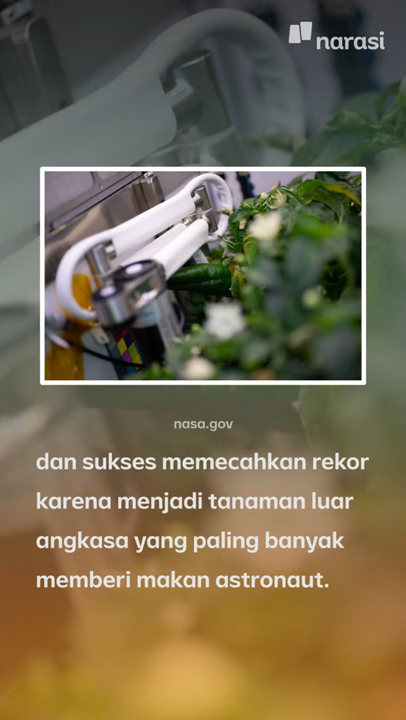 narasi
nasa.gov
dan sukses memecahkan rekor
karena menjadi tanaman luar
angkasa yang paling banyak
memberi makan astronaut.